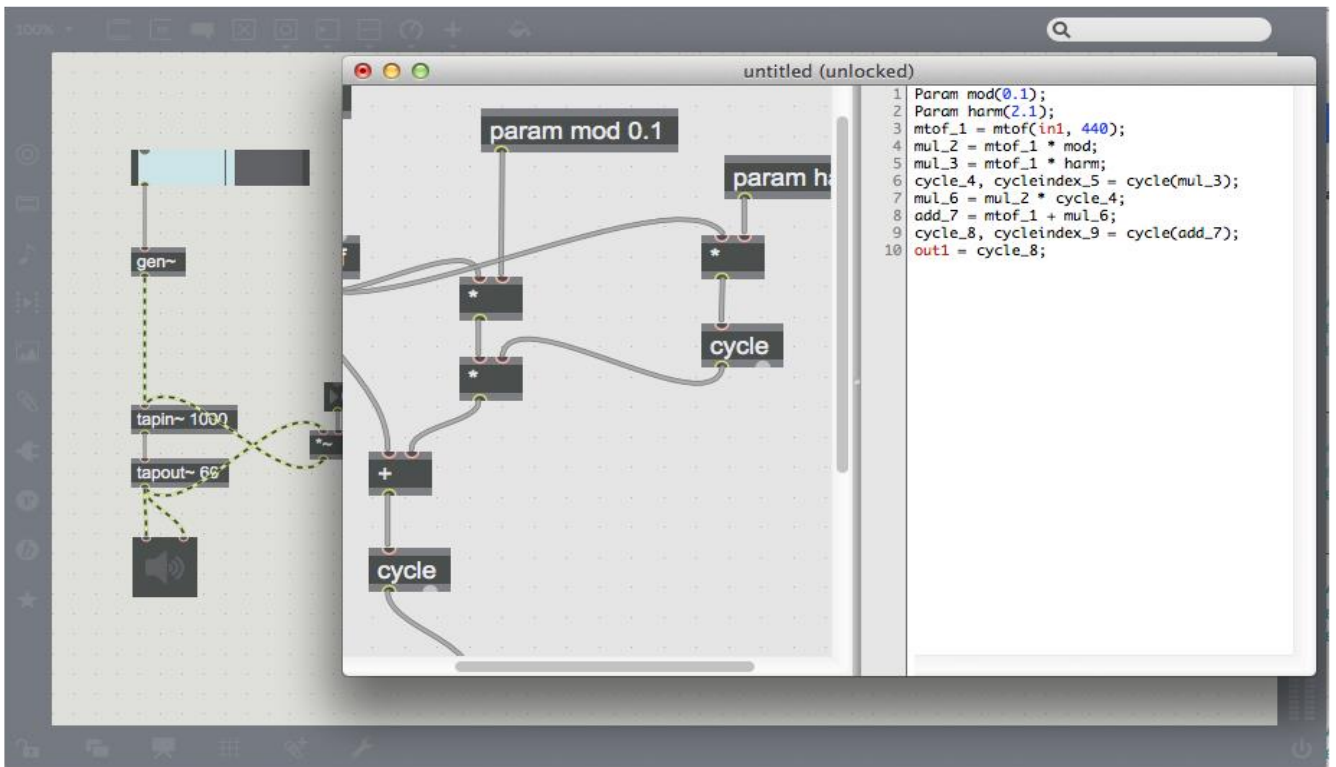 100%
untitled (unlocked)
param mod 0.1
param ha
*
*
cycle
*
+
cycle
gen~
tapin~ 1000
tapout~
*~
1 Param mod(0.1);
2 Param harm(2.1);
3 mtof_1 = mtof(in1, 440);
4 mul_2 = mtof_1 * mod;
5 mul_3 = mtof_1 * harm;
6 cycle_4, cycleindex_5 = cycle(mul_3);
7 mul_6 = mul_2 * cycle_4;
8 add_7 = mtof_1 + mul_6;
9 cycle_8, cycleindex_9 = cycle(add_7);
10 out1 = cycle_8;